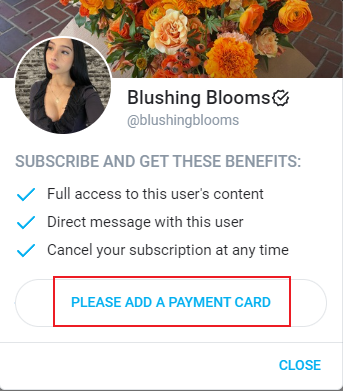 Blushing Blooms
@blushingblooms
SUBSCRIBE AND GET THESE BENEFITS:
Full access to this user's content
Direct message with this user
Cancel your subscription at any time
PLEASE ADD A PAYMENT CARD
CLOSE